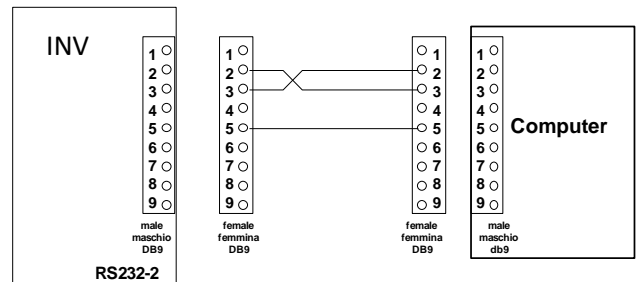 INV
1
2
3
4
5
6
7
8
9
male
maschio
DB9
RS232-2
1
2
3
4
5
6
7
8
9
female
femmina
DB9
1
2
3
4
5
6
7
8
9
female
femmina
DB9
1
2
3
4
5
6
7
8
9
male
maschio
db9
Computer